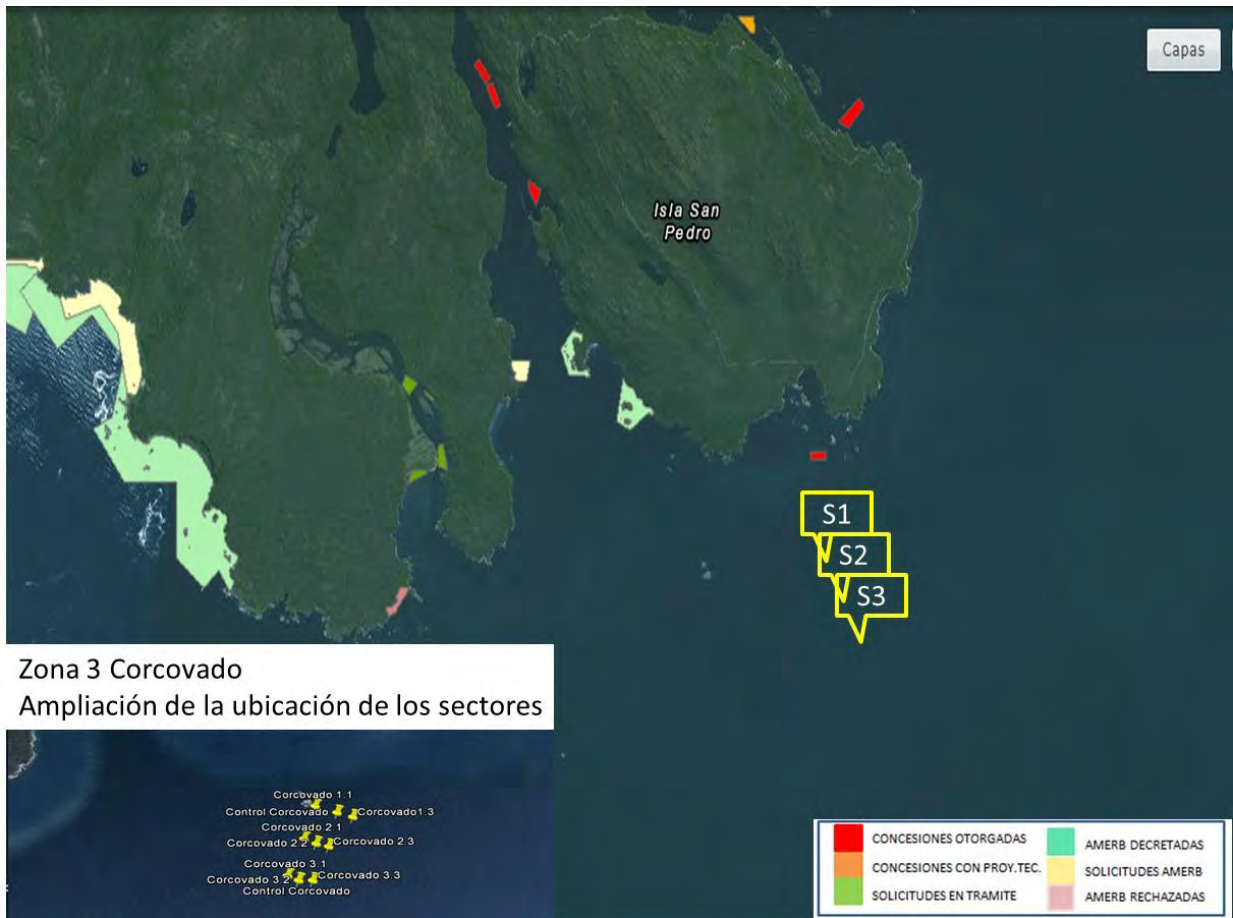 Capas
Isla San
Pedro
S1
S2
S3
Zona 3 Corcovado
Ampliación de la ubicación de los sectores
Corcovado 1.1
Control Corcovado
Corcovado1.3
Corcovado 2.1
Corcovado 2.2
Corcovado 2.3
Corcovado 3.1
Corcovado 3.2
Corcovado 3.3
Control Corcovado
CONCESIONES OTORGADAS
CONCESIONES CON PROY.TEC.
SOLICITUDES EN TRAMITE
AMERB DECRETADAS
SOLICITUDES AMERB
AMERB RECHAZADAS